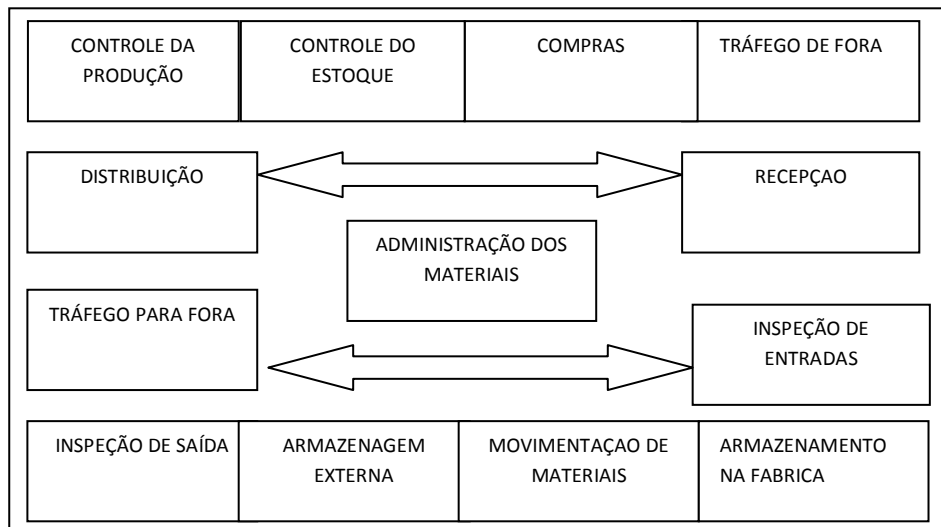 CONTROLE DA
PRODUÇÃO
CONTROLE DO
ESTOQUE
COMPRAS
TRÁFEGO DE FORA
DISTRIBUIÇÃO
RECEPÇAO
ADMINISTRAÇÃO DOS
MATERIAIS
TRÁFEGO PARA FORA
INSPEÇÃO DE
ENTRADAS
INSPEÇÃO DE SAÍDA
ARMAZENAGEM
EXTERNA
MOVIMENTAÇAO DE
MATERIAIS
ARMAZENAMENTO
NA FABRICA